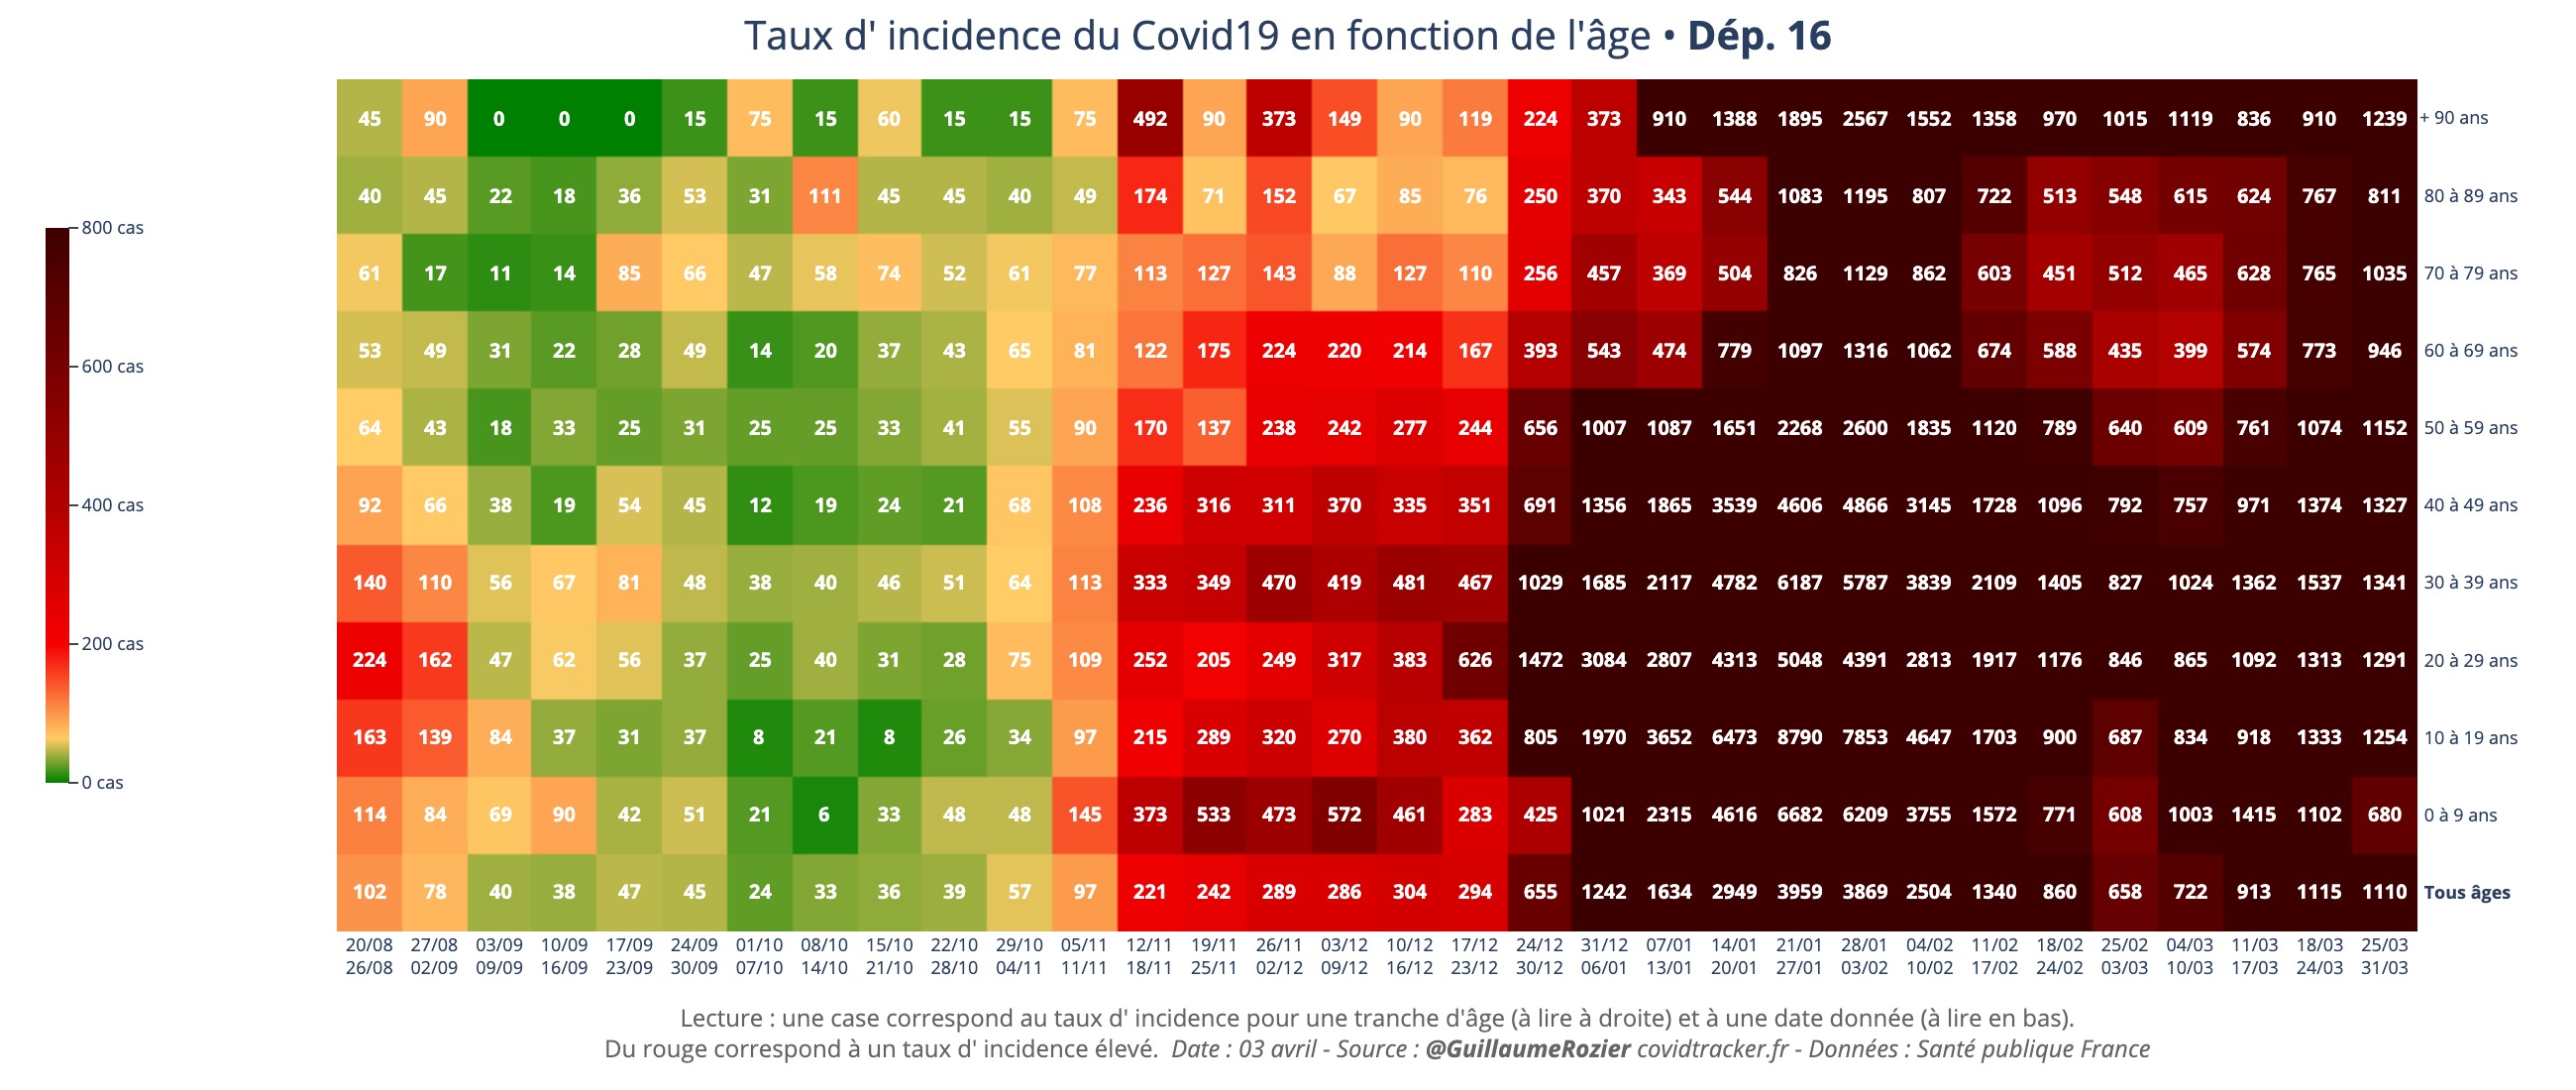 Taux d' incidence du Covid19 en fonction de l'âge • Dép. 16
45 90 0 0 0 15 75 15 60 15 15 75 492 90 373 149 90 119 224 373 910 1388 1895 2567 1552 1358 970 1015 1119 836 910 1239 + 90 ans
40 45 22 18 36 53 31 111 45 45 40 49 174 71 152 67 85 76 250 370 343 544 1083 1195 807 722 513 548 615 624 767 811 80 à 89 ans
800 cas
61 17 11 14 85 66 47 58 74 52 61 77 113 127 143 88 127 110 256 457 369 504 826 1129 862 603 451 512 465 628 765 1035 70 à 79 ans
53 49 31 22 28 49 14 20 37 43 65 81 122 175 224 220 214 167 393 543 474 779 1097 1316 1062 674 588 435 399 574 773 946 60 à 69 ans
600 cas
64 43 18 33 25 31 25 25 33 41 55 90 170 137 238 242 277 244 656 1007 1087 1651 2268 2600 1835 1120 789 640 609 761 1074 1152 50 à 59 ans
400 cas
92 66 38 19 54 45 12 19 24 21 68 108 236 316 311 370 335 351 691 1356 1865 3539 4606 4866 3145 1728 1096 792 757 971 1374 1327 40 à 49 ans
140 110 56 67 81 48 38 40 46 51 64 113 333 349 470 419 481 467 1029 1685 2117 4782 6187 5787 3839 2109 1405 827 1024 1362 1537 1341 30 à 39 ans
200 cas
224 162 47 62 56 37 25 40 31 28 75 109 252 205 249 317 383 626 1472 3084 2807 4313 5048 4391 2813 1917 1176 846 865 1092 1313 1291 20 à 29 ans
163 139 84 37 31 37 8 21 8 26 34 97 215 289 320 270 380 362 805 1970 3652 6473 8790 7853 4647 1703 900 687 834 918 1333 1254 10 à 19 ans
0 cas
114 84 69 90 42 51 21 6 33 48 48 145 373 533 473 572 461 283 425 1021 2315 4616 6682 6209 3755 1572 771 608 1003 1415 1102 680 0 à 9 ans
102 78 40 38 47 45 24 33 36 39 57 97 221 242 289 286 304 294 655 1242 1634 2949 3959 3869 2504 1340 860 658 722 913 1115 1110 Tous âges
20/08 27/08 03/09 10/09 17/09 24/09 01/10 08/10 15/10 22/10 29/10 05/11 12/11 19/11 26/11 03/12 10/12 17/12 24/12 31/12 07/01 14/01 21/01 28/01 04/02 11/02 18/02 25/02 04/03 11/03 18/03 25/03
26/08 02/09 09/09 16/09 23/09 30/09 07/10 14/10 21/10 28/10 04/11 11/11 18/11 25/11 02/12 09/12 16/12 23/12 30/12 06/01 13/01 20/01 27/01 03/02 10/02 17/02 24/02 03/03 10/03 17/03 24/03 31/03
Lecture : une case correspond au taux d' incidence pour une tranche d'âge (à lire à droite) et à une date donnée (à lire en bas).
Du rouge correspond à un taux d' incidence élevé. Date : 03 avril - Source : @GuillaumeRozier covidtracker.fr - Données : Santé publique France